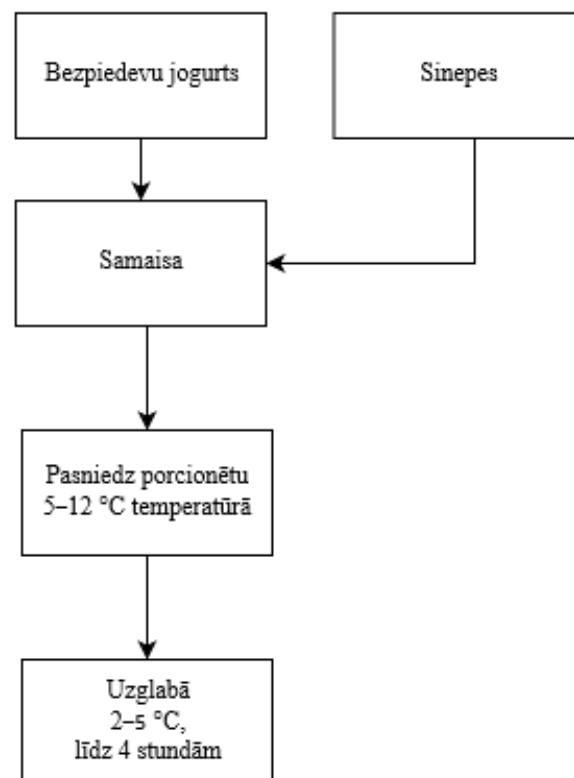 Bezpiedevu jogurts
Sinepes
Samaisa
Pasniedz porcionētu
5–12 °C temperatūrā
Uzglabā
2–5 °C,
līdz 4 stundām